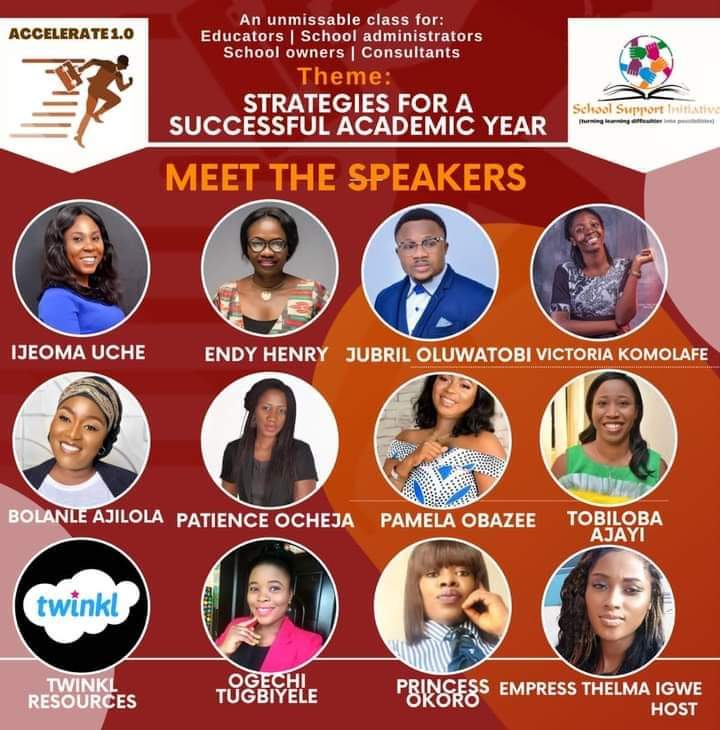 ACCELERATE 1.0
An unmissable class for:
Educators | School administrators
School owners | Consultants
Theme:
STRATEGIES FOR A
SUCCESSFUL ACADEMIC YEAR
School Support Initiative
(turning learning difficulties into possibilities)
MEET THE SPEAKERS
IJEOMA UCHE
ENDY HENRY
JUBRIL OLUWATOBI
VICTORIA KOMOLAFE
BOLANLE AJILOLA
PATIENCE OCHEJA
PAMELA OBAZEE
TOBILOBA
AJAYI
twinkl
TWINKL
RESOURCES
OGECHI
TUGBIYELE
PRINCESS
OKORO
EMPRESS THELMA IGWE
HOST